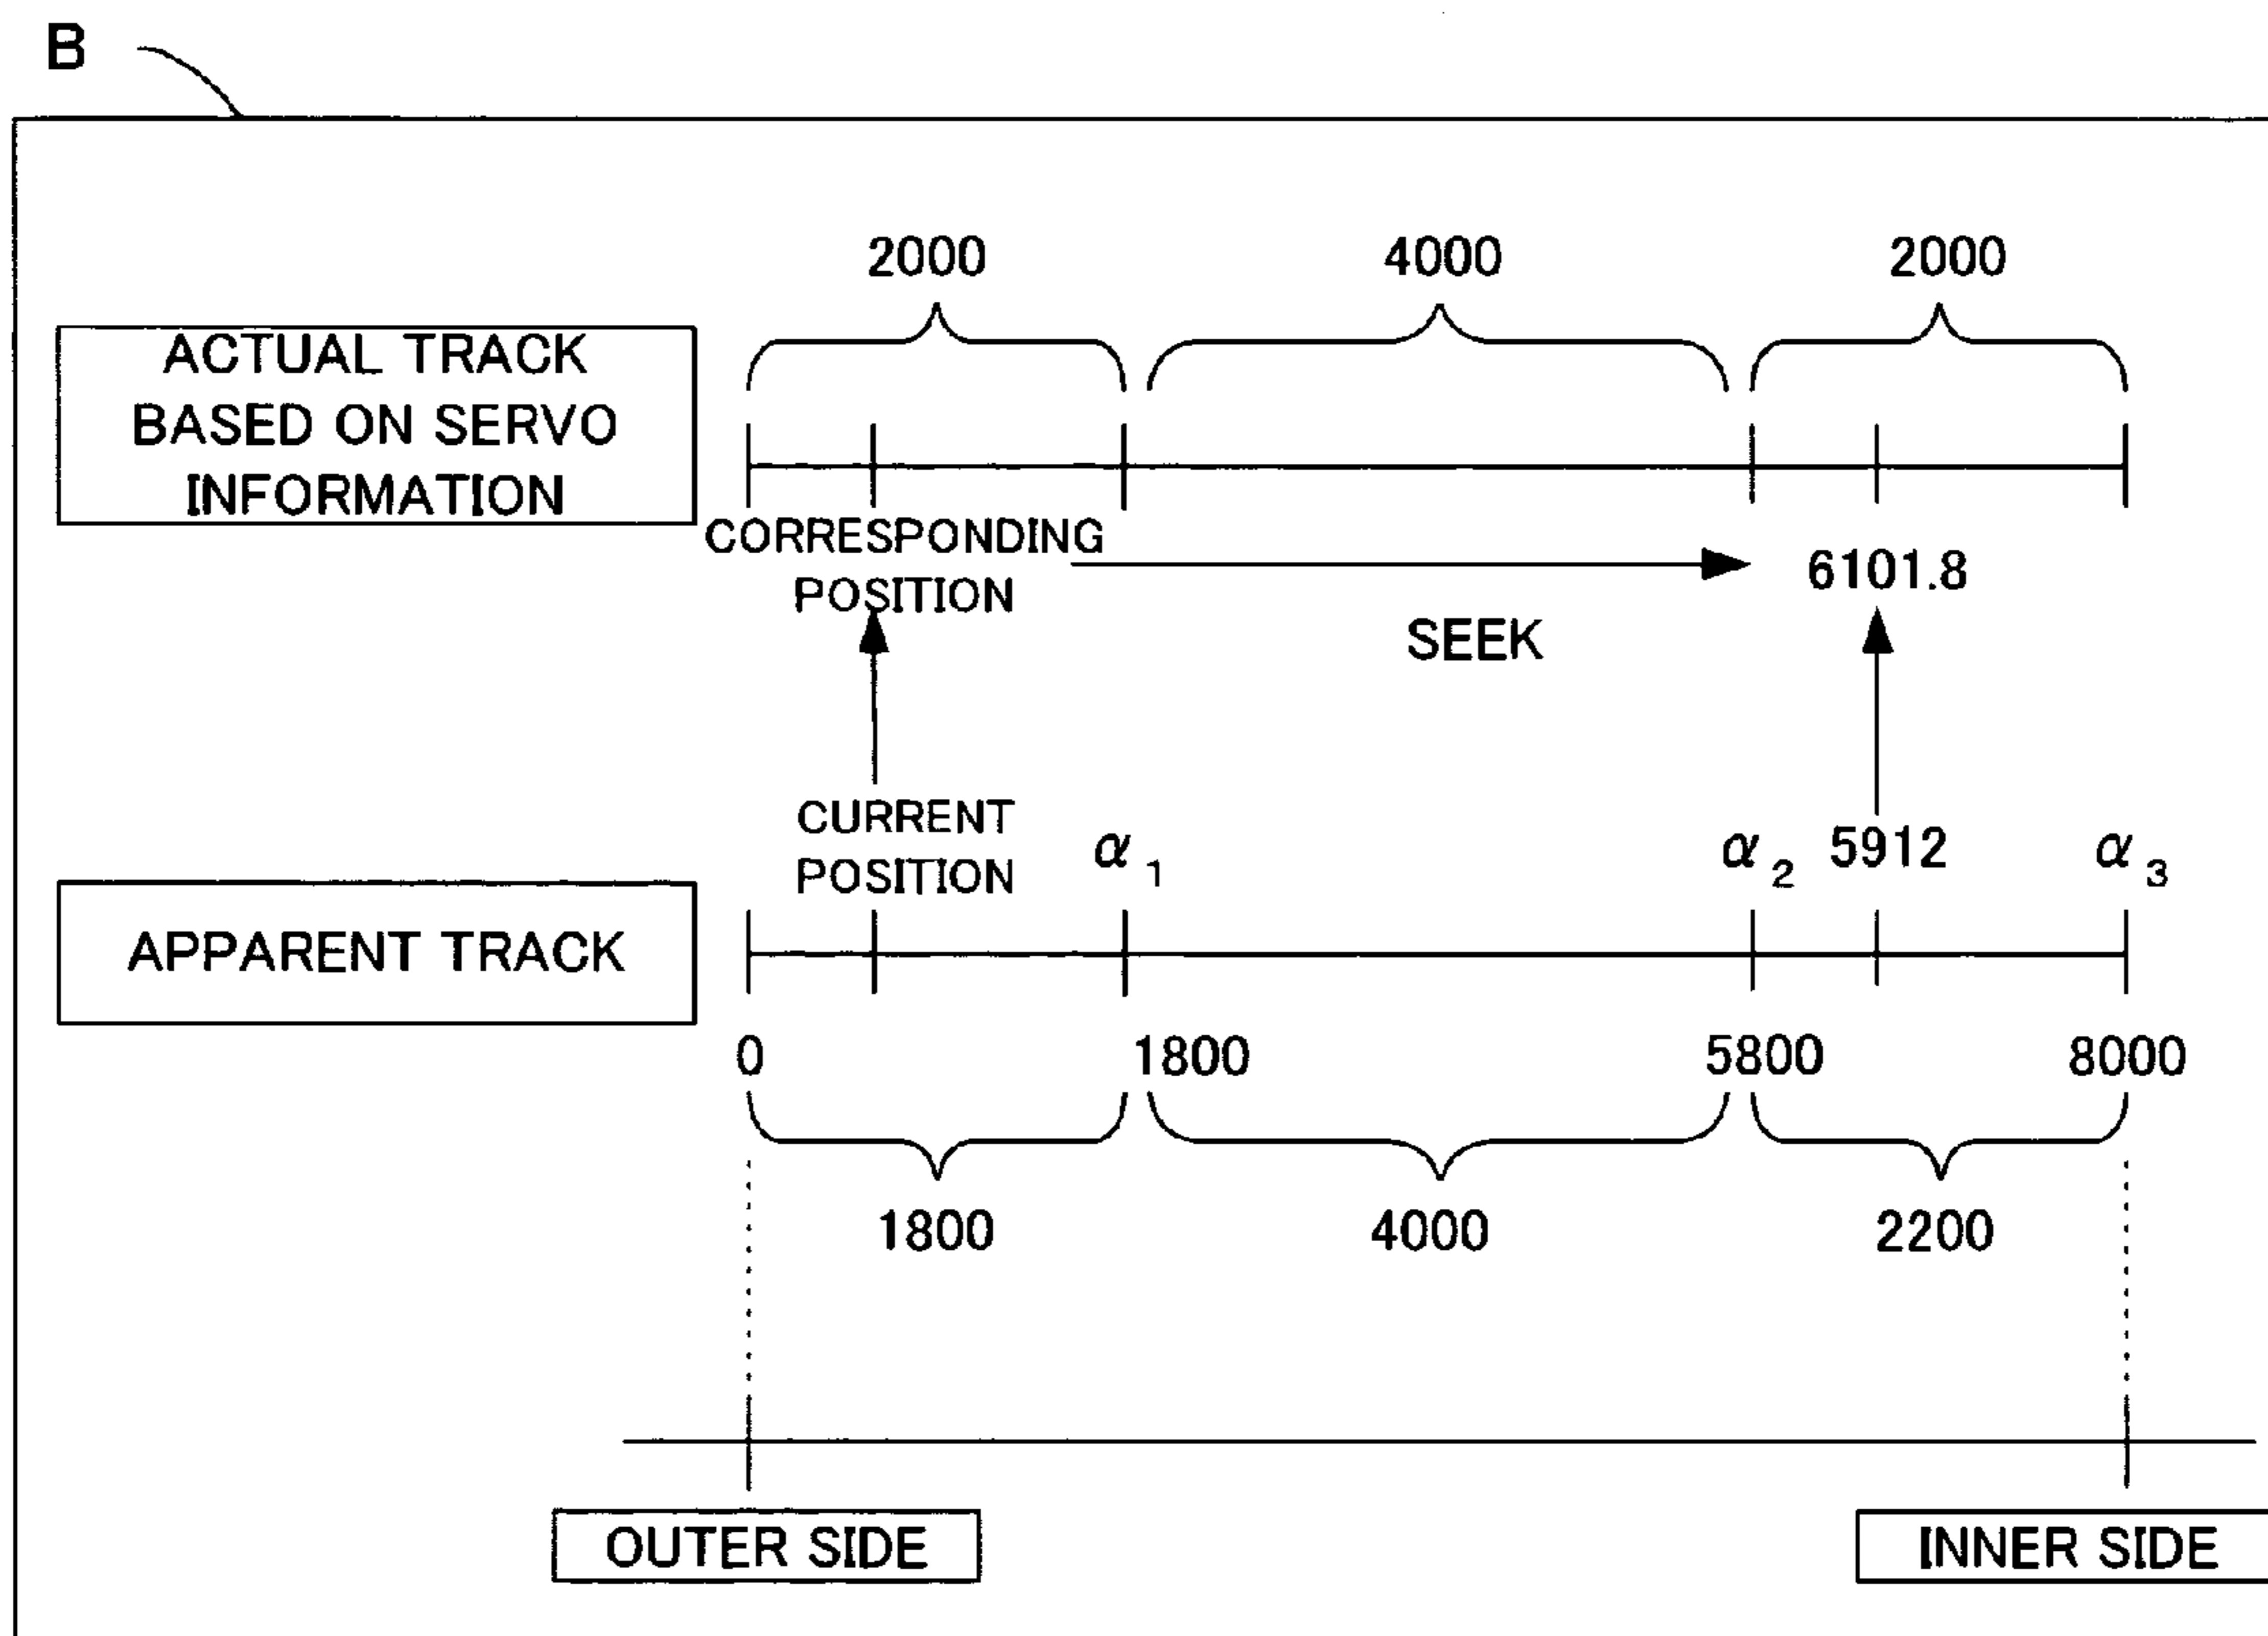 B
2000 4000 2000
ACTUAL TRACK
BASED ON SERVO
INFORMATION
CORRESPONDING
POSITION
6101.8
SEEK
CURRENT
POSITION
α1 α2 5912 α3
APPARENT TRACK
0 1800 5800 8000
1800 4000 2200
OUTER SIDE INNER SIDE